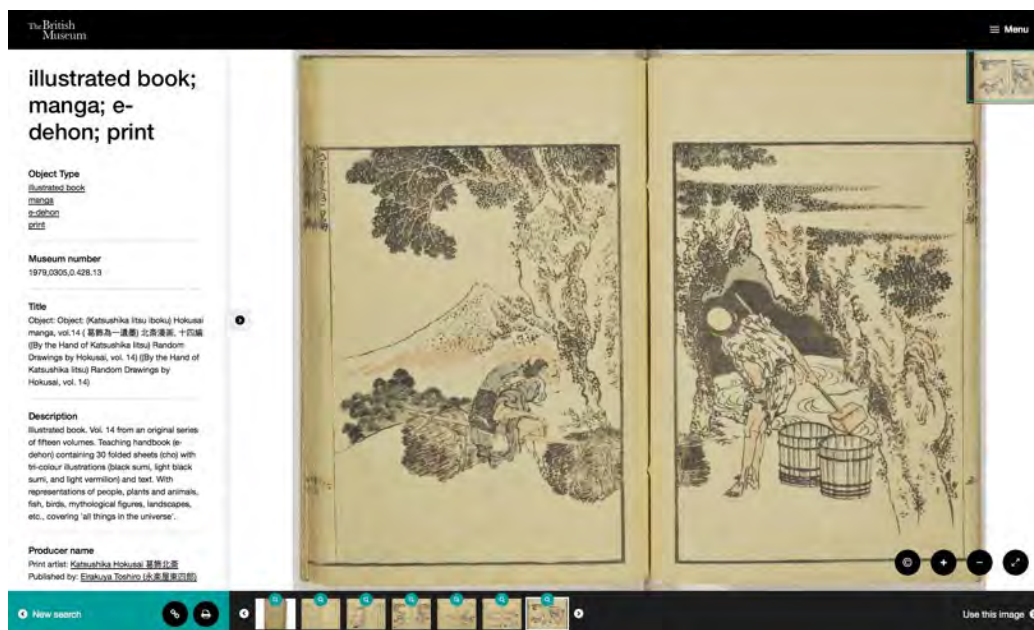 The British
Museum
Menu
illustrated book;
manga; e-
dehon; print
Object Type
illustrated book
manga
e-dehon
print
Museum number
1979,0305,0.428.13
Title
Object: Object: (Katsushika Iitsu iboku) Hokusai
manga, vol.14 ( 葛飾為一遺墨) 北斎漫画, 十四編
((By the Hand of Katsushika Iitsu) Random
Drawings by Hokusai, vol. 14) ((By the Hand of
Katsushika Iitsu) Random Drawings by
Hokusai, vol. 14)
Description
Illustrated book. Vol. 14 from an original series
of fifteen volumes. Teaching handbook (e-
dehon) containing 30 folded sheets (cho) with
tri-colour illustrations (black sumi, light black
sumi, and light vermilion) and text. With
representations of people, plants and animals,
fish, birds, mythological figures, landscapes,
etc., covering 'all things in the universe'.
Producer name
Print artist: Katsushika Hokusai 葛飾北斎
Published by: Eirakuya Toshiro (永楽屋東四郎)
New search
Use this image